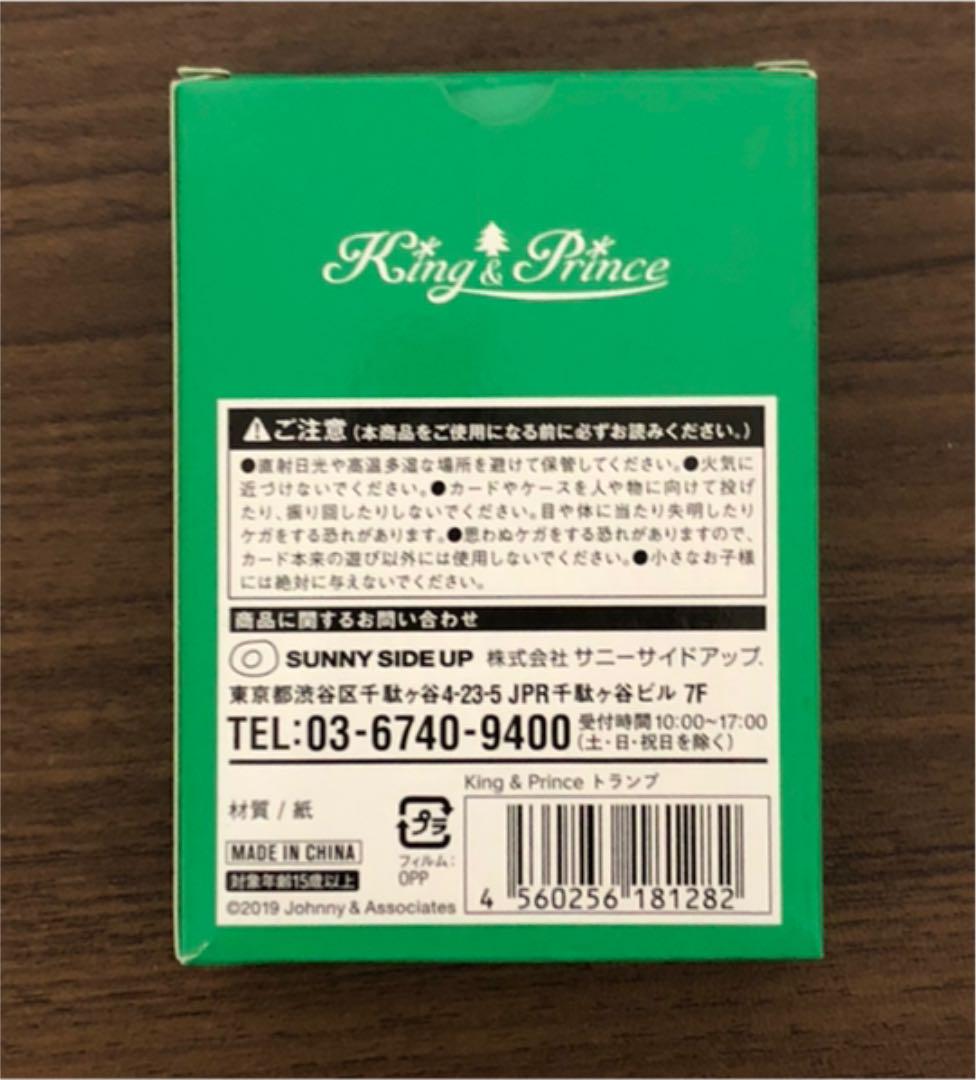 King & Prince
ご注意(本商品をご使用になる前に必ずお読みください。)
●直射日光や高温多湿な場所を避けて保管してください。●火気に
近づけないでください。●カードやケースを人や物に向けて投げ
たり、振り回したりしないでください。目や体に当たり失明したり
ケガをする恐れがあります。●思わぬケガをする恐れがありますので、
カード本来の遊び以外には使用しないでください。●小さなお子様
には絶対に与えないでください。
商品に関するお問い合わせ
SUNNY SIDE UP 株式会社 サニーサイドアップ.
東京都渋谷区千駄ヶ谷4-23-5 JPR千駄ヶ谷ビル 7F
TEL:03-6740-9400 受付時間10:00~17:00
(土・日・祝日を除く)
King & Prince トランプ
材質 / 紙
プラ
フィルム:
OPP
MADE IN CHINA
対象年齢15歳以上
©2019 Johnny & Associates
4 560256 181282